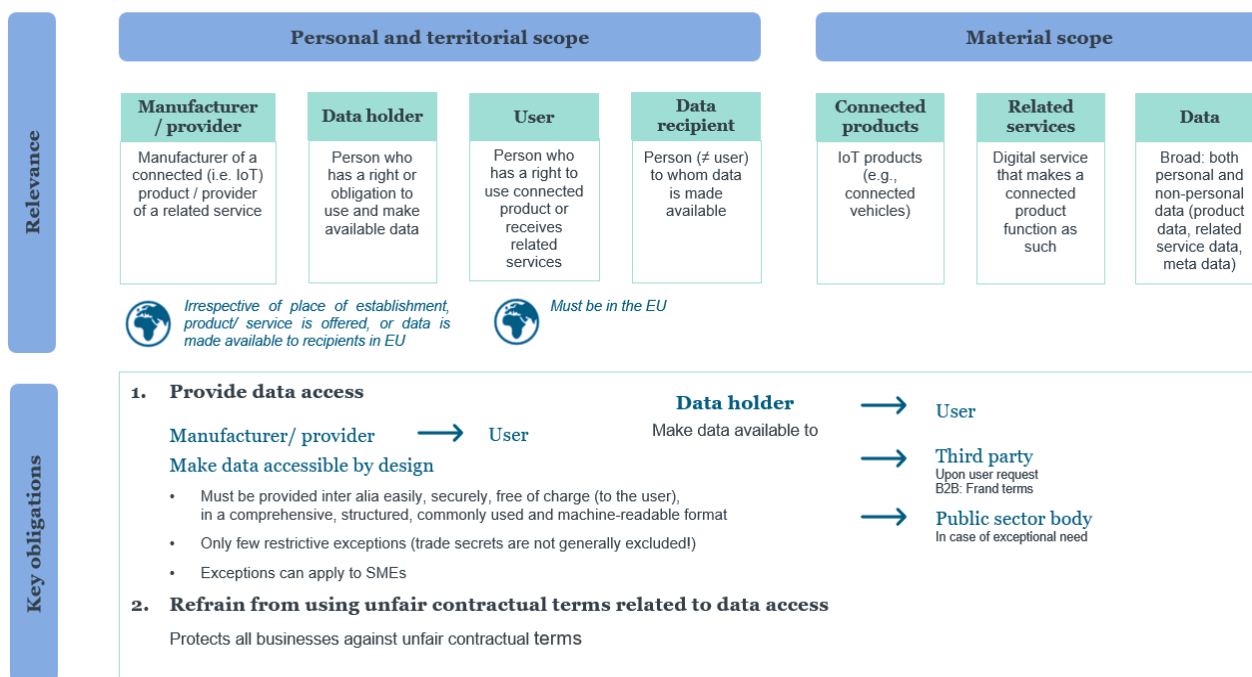 Personal and territorial scope
Material scope
Relevance
Manufacturer
/ provider
Manufacturer of a
connected (i.e. IoT)
product / provider
of a related service
Data holder
Person who
has a right or
obligation to
use and make
available data
User
Person who
has a right to
use connected
product or
receives
related
services
Data
recipient
Person (≠ user)
to whom data
is made
available
Connected
products
IoT products
(e.g.,
connected
vehicles)
Related
services
Digital service
that makes a
connected
product
function as
such
Data
Broad: both
personal and
non-personal
data (product
data, related
service data,
meta data)
Irrespective of place of establishment,
product/ service is offered, or data is
made available to recipients in EU
Must be in the EU
Key obligations
1. Provide data access
Manufacturer/ provider → User
Make data accessible by design
• Must be provided inter alia easily, securely, free of charge (to the user),
in a comprehensive, structured, commonly used and machine-readable format
• Only few restrictive exceptions (trade secrets are not generally excluded!)
• Exceptions can apply to SMEs
Data holder
Make data available to
→ User
→ Third party
Upon user request
B2B: Frand terms
→ Public sector body
In case of exceptional need
2. Refrain from using unfair contractual terms related to data access
Protects all businesses against unfair contractual terms